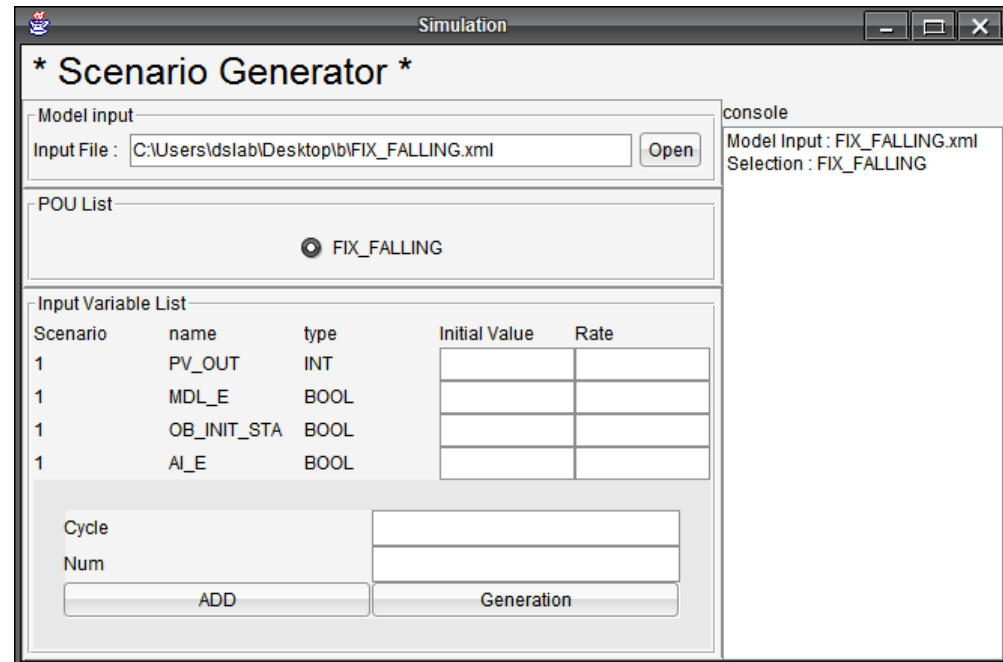 Simulation
* Scenario Generator *
Model input
Input File : C:\Users\dslab\Desktop\b\FIX_FALLING.xml Open
POU List
FIX_FALLING
Input Variable List
Scenario name type Initial Value Rate
1 PV_OUT INT
1 MDL_E BOOL
1 OB_INIT_STA BOOL
1 AI_E BOOL
Cycle
Num
ADD Generation
console
Model Input : FIX_FALLING.xml
Selection : FIX_FALLING